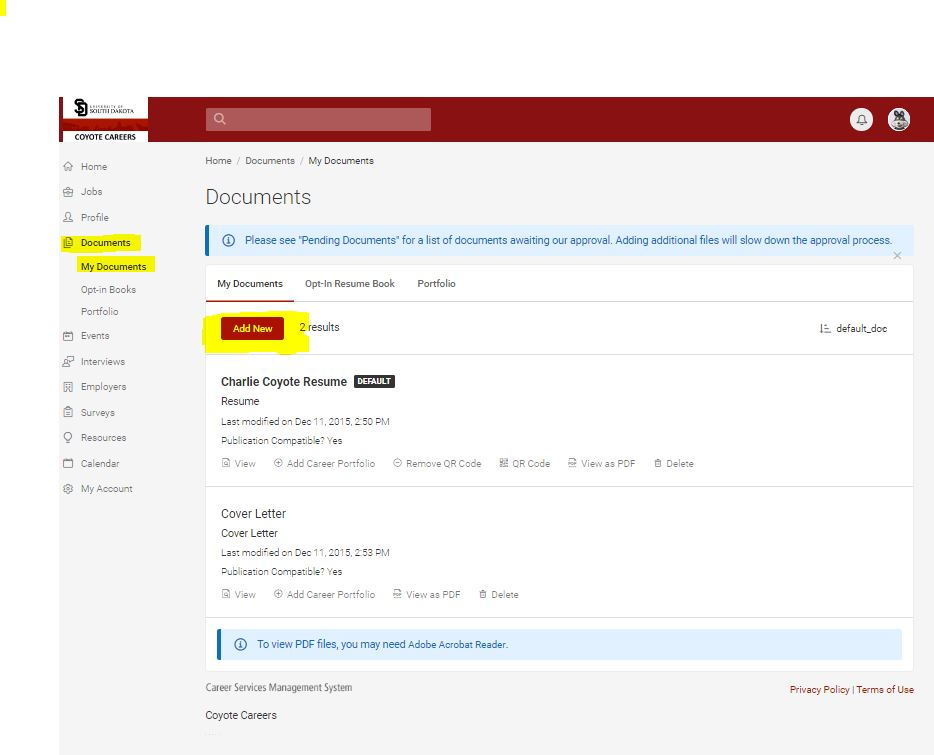 UNIVERSITY OF
SOUTH DAKOTA
COYOTE CAREERS
Home
Jobs
Profile
Documents
My Documents
Opt-in Books
Portfolio
Events
Interviews
Employers
Surveys
Resources
Calendar
My Account
Home / Documents / My Documents
Documents
Please see "Pending Documents" for a list of documents awaiting our approval. Adding additional files will slow down the approval process.
My Documents Opt-In Resume Book Portfolio
Add New 2 results default_doc
Charlie Coyote Resume DEFAULT
Resume
Last modified on Dec 11, 2015, 2:50 PM
Publication Compatible? Yes
View Add Career Portfolio Remove QR Code QR Code View as PDF Delete
Cover Letter
Cover Letter
Last modified on Dec 11, 2015, 2:53 PM
Publication Compatible? Yes
View Add Career Portfolio View as PDF Delete
To view PDF files, you may need Adobe Acrobat Reader.
Career Services Management System
Privacy Policy | Terms of Use
Coyote Careers